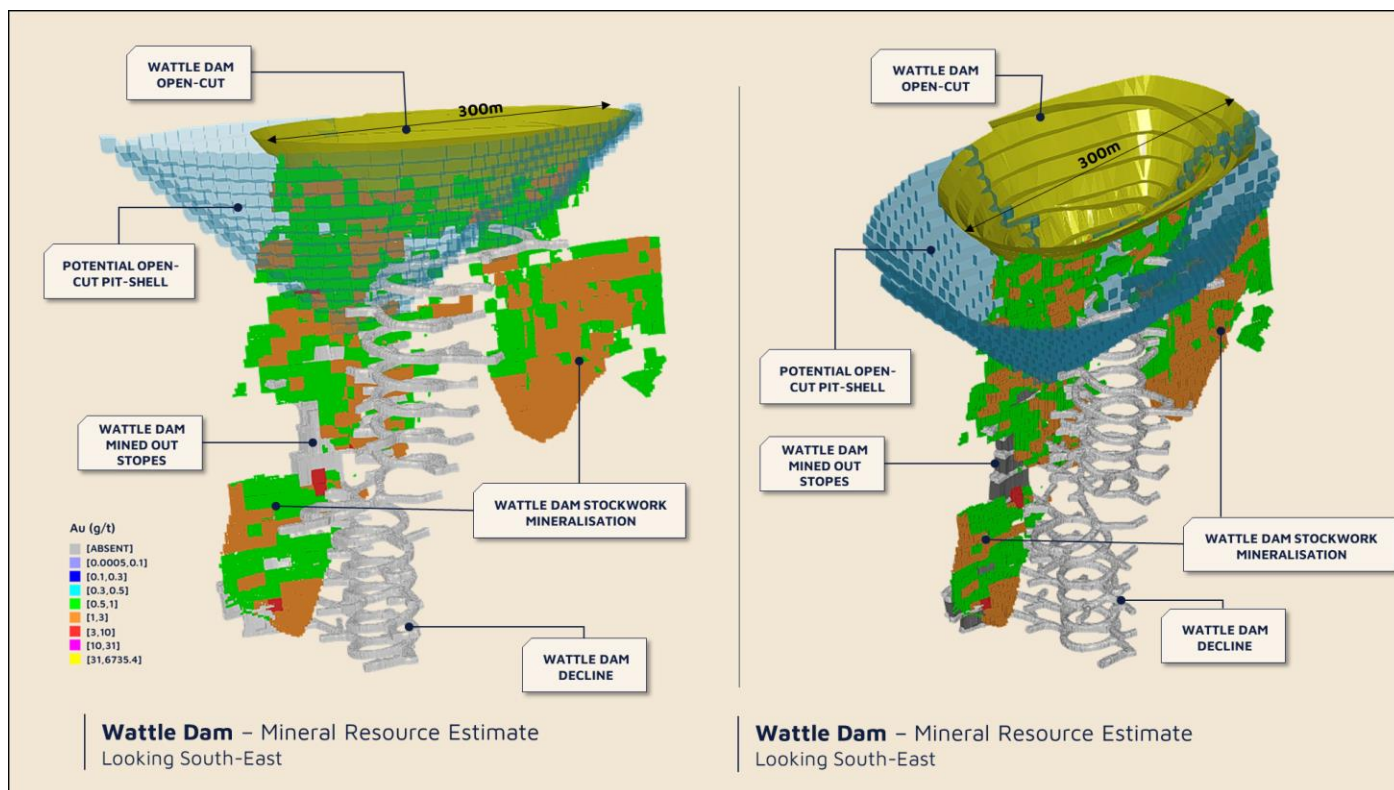 WATTLE DAM
OPEN-CUT
300m
POTENTIAL OPEN-
CUT PIT-SHELL
WATTLE DAM
MINED OUT
STOPES
WATTLE DAM STOCKWORK
MINERALISATION
Au (g/t)
[ABSENT]
[0.0005,0.1]
[0.1,0.3]
[0.3,0.5]
[0.5,1]
[1,3]
[3,10]
[10,31]
[31,6735.4]
WATTLE DAM
DECLINE
Wattle Dam – Mineral Resource Estimate
Looking South-East
WATTLE DAM
OPEN-CUT
300m
POTENTIAL OPEN-
CUT PIT-SHELL
WATTLE DAM
MINED OUT
STOPES
WATTLE DAM STOCKWORK
MINERALISATION
WATTLE DAM
DECLINE
Wattle Dam – Mineral Resource Estimate
Looking South-East